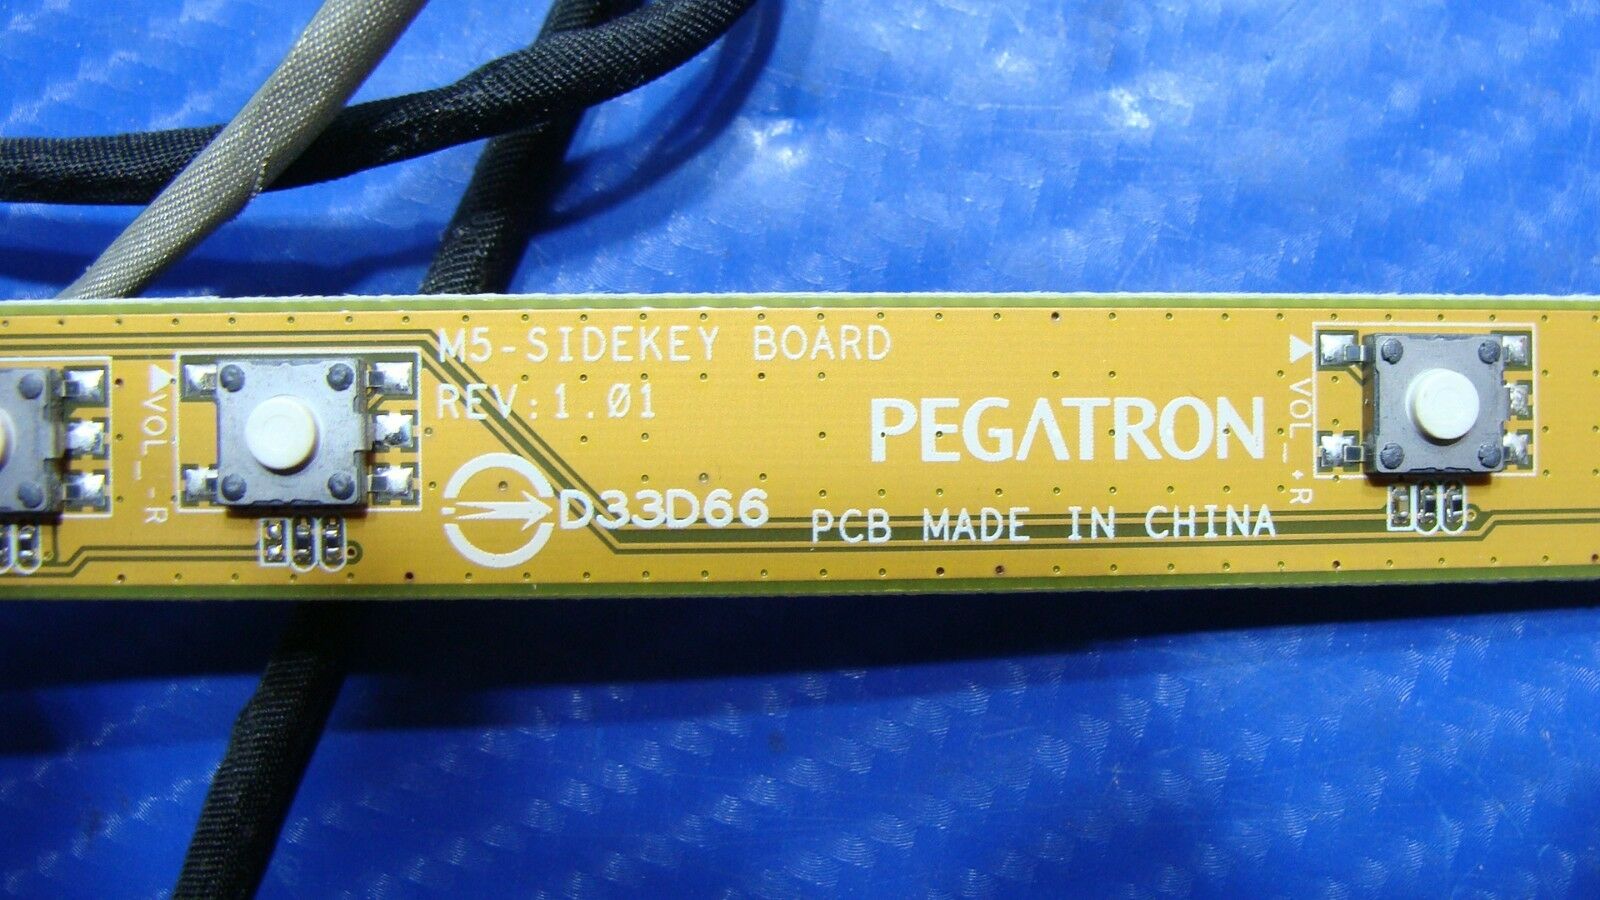 M5-SIDEKEY BOARD
REV:1.01
PEGATRON
D33D66
PCB MADE IN CHINA
VOL_-R
VOL_+R